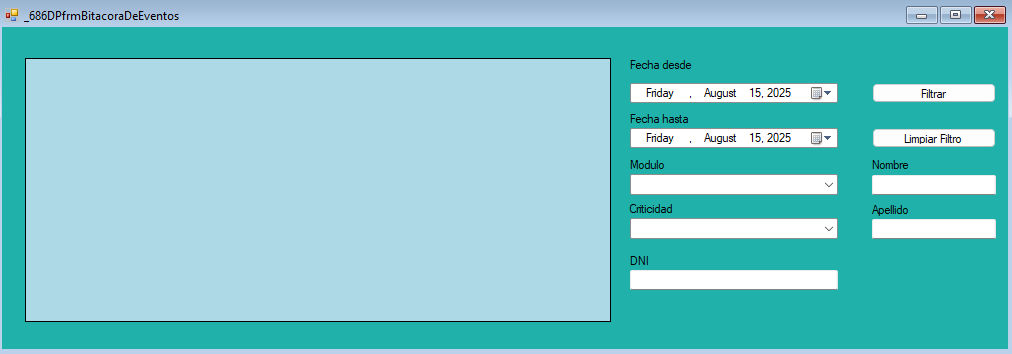 _686DPfrmBitacoraDeEventos
Fecha desde
Friday , August 15, 2025
Filtrar
Fecha hasta
Friday , August 15, 2025
Limpiar Filtro
Modulo
Nombre
Criticidad
Apellido
DNI